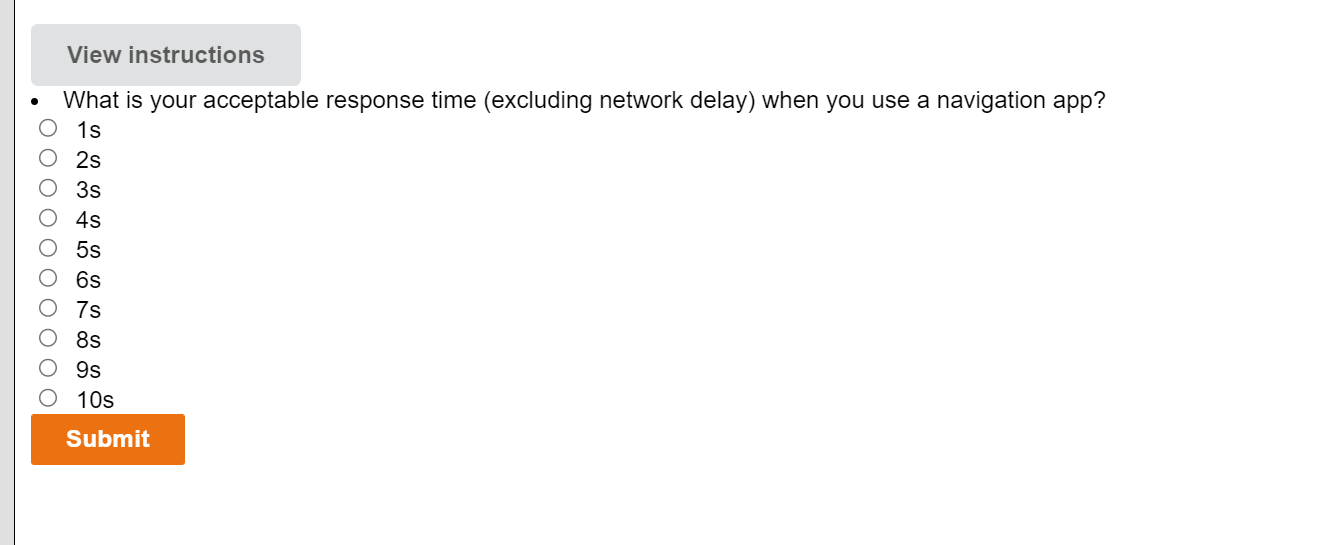 View instructions
• What is your acceptable response time (excluding network delay) when you use a navigation app?
1s
2s
3s
4s
5s
6s
7s
8s
9s
10s
Submit